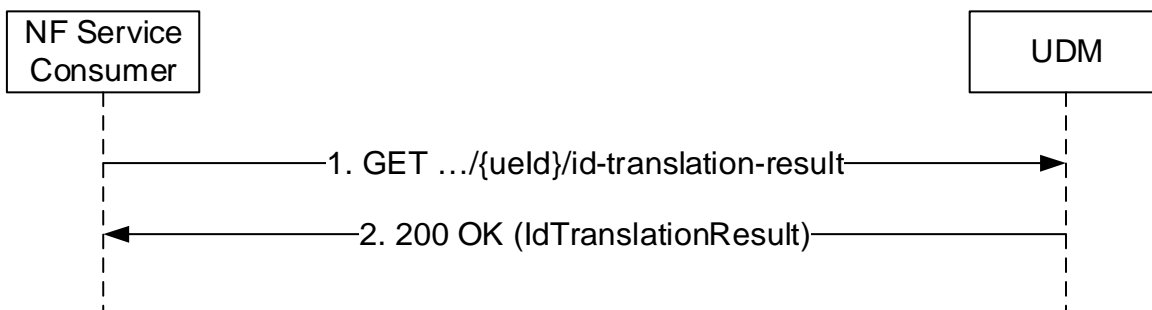 NF Service
Consumer
UDM
1. GET …/{ueId}/id-translation-result
2. 200 OK (IdTranslationResult)